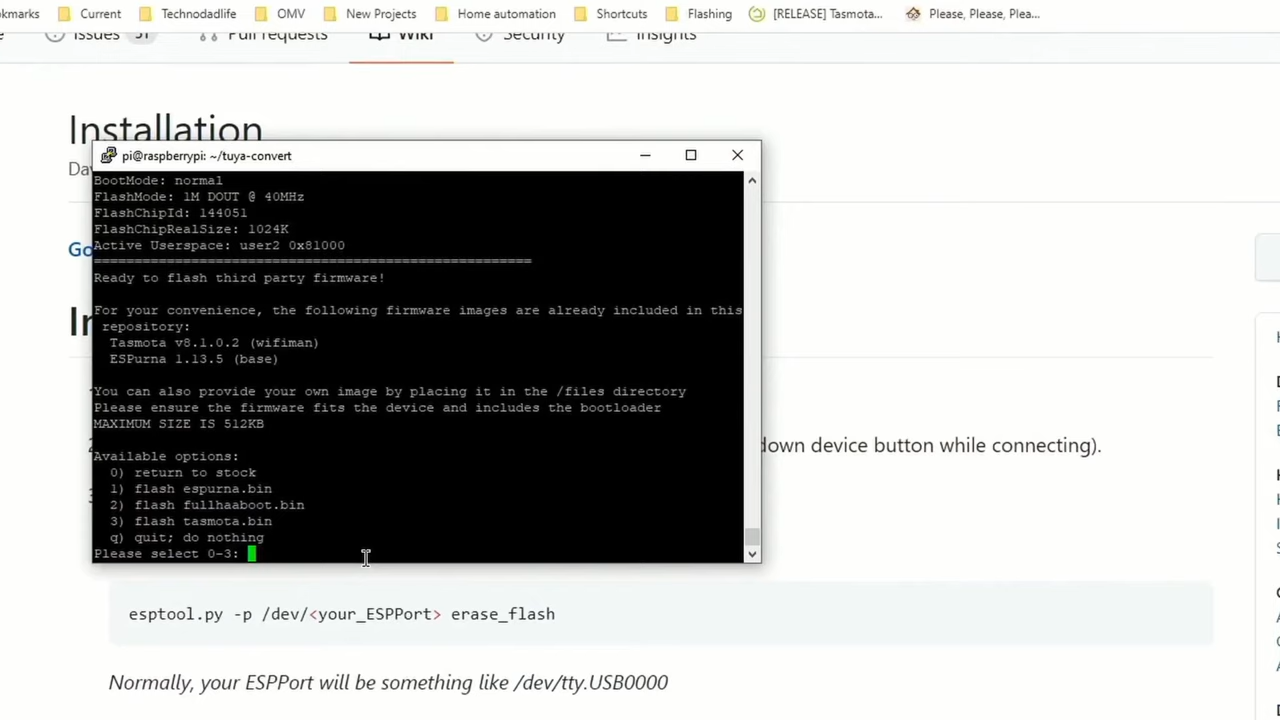 Current Technodadlife OMV New Projects Home automation Shortcuts Flashing [RELEASE] Tasmota... Please, Please, Plea...
Issues 51 Pull requests Wiki Security Insights
Installation
pi@raspberrypi: ~/tuya-convert
BootMode: normal
FlashMode: 1M DOUT @ 40MHz
FlashChipId: 144051
FlashChipRealSize: 1024K
Active Userspace: user2 0x81000
======================================================
Ready to flash third party firmware!
For your convenience, the following firmware images are already included in this
repository:
Tasmota v8.1.0.2 (wifiman)
ESPurna 1.13.5 (base)
You can also provide your own image by placing it in the /files directory
Please ensure the firmware fits the device and includes the bootloader
MAXIMUM SIZE IS 512KB
down device button while connecting).
Available options:
0) return to stock
1) flash espurna.bin
2) flash fullhaaboot.bin
3) flash tasmota.bin
q) quit; do nothing
Please select 0-3:
esptool.py -p /dev/<your_ESPPort> erase_flash
Normally, your ESPPort will be something like /dev/tty.USB0000